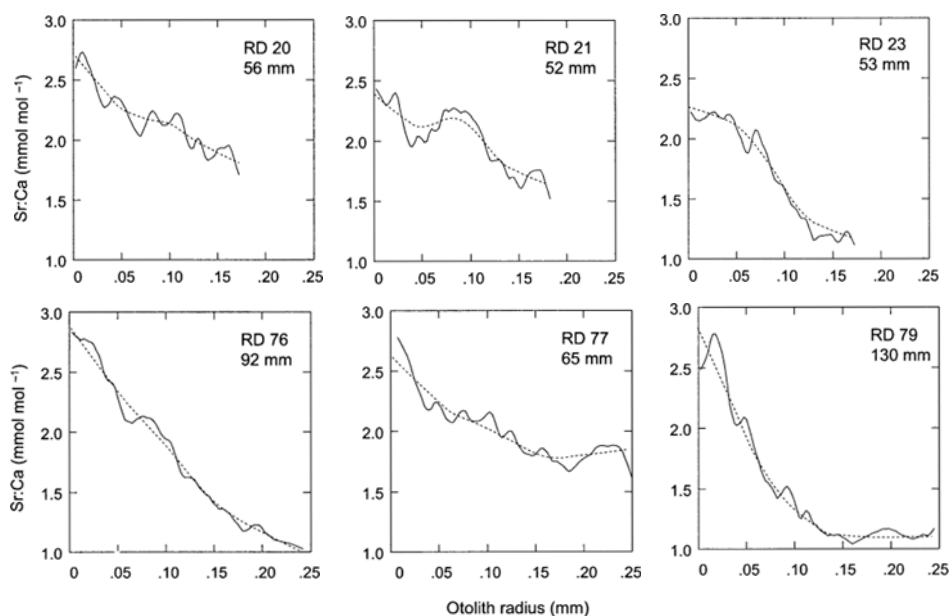 3.0
2.5
2.0
1.5
1.0
RD 20
56 mm
0 .05 .10 .15 .20 .25
3.0
2.5
2.0
1.5
1.0
RD 21
52 mm
0 .05 .10 .15 .20 .25
3.0
2.5
2.0
1.5
1.0
RD 23
53 mm
0 .05 .10 .15 .20 .25
Sr:Ca (mmol mol ⁻¹)
3.0
2.5
2.0
1.5
1.0
RD 76
92 mm
0 .05 .10 .15 .20 .25
3.0
2.5
2.0
1.5
1.0
RD 77
65 mm
0 .05 .10 .15 .20 .25
3.0
2.5
2.0
1.5
1.0
RD 79
130 mm
0 .05 .10 .15 .20 .25
Sr:Ca (mmol mol ⁻¹)
Otolith radius (mm)